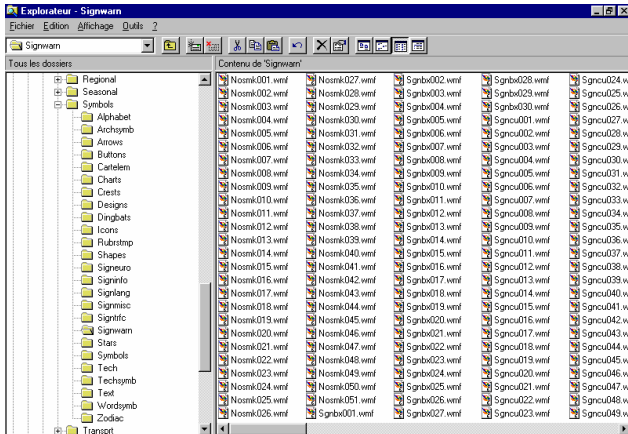 Explorateur - Signwarn
Fichier Edition Affichage Outils ?
Signwarn
Tous les dossiers
Contenu de 'Signwarn'
Regional
Seasonal
Symbols
Alphabet
Archsymb
Arrows
Buttons
Cartelem
Charts
Crests
Designs
Dingbats
Icons
Rubrstmp
Shapes
Signeuro
Signinfo
Signlang
Signmisc
Signtrfc
Signwarn
Stars
Symbols
Tech
Techsymb
Text
Wordsymb
Zodiac
Transprt
Nosmk001.wmf
Nosmk002.wmf
Nosmk003.wmf
Nosmk004.wmf
Nosmk005.wmf
Nosmk006.wmf
Nosmk007.wmf
Nosmk008.wmf
Nosmk009.wmf
Nosmk010.wmf
Nosmk011.wmf
Nosmk012.wmf
Nosmk013.wmf
Nosmk014.wmf
Nosmk015.wmf
Nosmk016.wmf
Nosmk017.wmf
Nosmk018.wmf
Nosmk019.wmf
Nosmk020.wmf
Nosmk021.wmf
Nosmk022.wmf
Nosmk023.wmf
Nosmk024.wmf
Nosmk025.wmf
Nosmk026.wmf
Nosmk027.wmf
Nosmk028.wmf
Nosmk029.wmf
Nosmk030.wmf
Nosmk031.wmf
Nosmk032.wmf
Nosmk033.wmf
Nosmk034.wmf
Nosmk035.wmf
Nosmk036.wmf
Nosmk037.wmf
Nosmk038.wmf
Nosmk039.wmf
Nosmk040.wmf
Nosmk041.wmf
Nosmk042.wmf
Nosmk043.wmf
Nosmk044.wmf
Nosmk045.wmf
Nosmk046.wmf
Nosmk047.wmf
Nosmk048.wmf
Nosmk049.wmf
Nosmk050.wmf
Nosmk051.wmf
Sgnbx001.wmf
Sgnbx002.wmf
Sgnbx003.wmf
Sgnbx004.wmf
Sgnbx005.wmf
Sgnbx006.wmf
Sgnbx007.wmf
Sgnbx008.wmf
Sgnbx009.wmf
Sgnbx010.wmf
Sgnbx011.wmf
Sgnbx012.wmf
Sgnbx013.wmf
Sgnbx014.wmf
Sgnbx015.wmf
Sgnbx016.wmf
Sgnbx017.wmf
Sgnbx018.wmf
Sgnbx019.wmf
Sgnbx020.wmf
Sgnbx021.wmf
Sgnbx022.wmf
Sgnbx023.wmf
Sgnbx024.wmf
Sgnbx025.wmf
Sgnbx026.wmf
Sgnbx027.wmf
Sgnbx028.wmf
Sgnbx029.wmf
Sgnbx030.wmf
Sgncu001.wmf
Sgncu002.wmf
Sgncu003.wmf
Sgncu004.wmf
Sgncu005.wmf
Sgncu006.wmf
Sgncu007.wmf
Sgncu008.wmf
Sgncu009.wmf
Sgncu010.wmf
Sgncu011.wmf
Sgncu012.wmf
Sgncu013.wmf
Sgncu014.wmf
Sgncu015.wmf
Sgncu016.wmf
Sgncu017.wmf
Sgncu018.wmf
Sgncu019.wmf
Sgncu020.wmf
Sgncu021.wmf
Sgncu022.wmf
Sgncu023.wmf
Sgncu024.w
Sgncu025.w
Sgncu026.w
Sgncu027.w
Sgncu028.w
Sgncu029.w
Sgncu030.w
Sgncu031.w
Sgncu032.w
Sgncu033.w
Sgncu034.w
Sgncu035.w
Sgncu036.w
Sgncu037.w
Sgncu038.w
Sgncu039.w
Sgncu040.w
Sgncu041.w
Sgncu042.w
Sgncu043.w
Sgncu044.w
Sgncu045.w
Sgncu046.w
Sgncu047.w
Sgncu048.w
Sgncu049.w